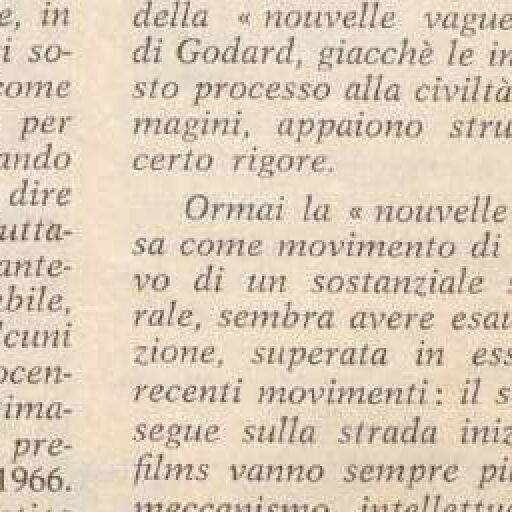 e, in
i so-
come
per
ando
dire
utta-
ante-
ebile,
lcuni
ocen-
ima-
pre-
1966.
della « nouvelle vague
di Godard, giacchè le in
sto processo alla civiltà
magini, appaiono stru
certo rigore.
Ormai la « nouvelle
sa come movimento di
vo di un sostanziale s
rale, sembra avere esau
zione, superata in ess
recenti movimenti: il s
segue sulla strada iniz
films vanno sempre più
meccanismo intellettua